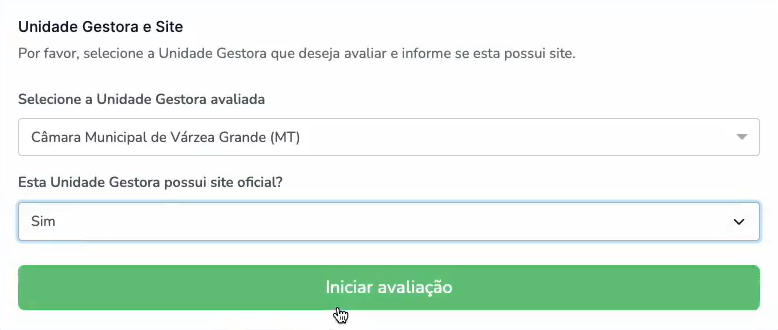 Unidade Gestora e Site
Por favor, selecione a Unidade Gestora que deseja avaliar e informe se esta possui site.
Selecione a Unidade Gestora avaliada
Câmara Municipal de Várzea Grande (MT)
Esta Unidade Gestora possui site oficial?
Sim
Iniciar avaliação